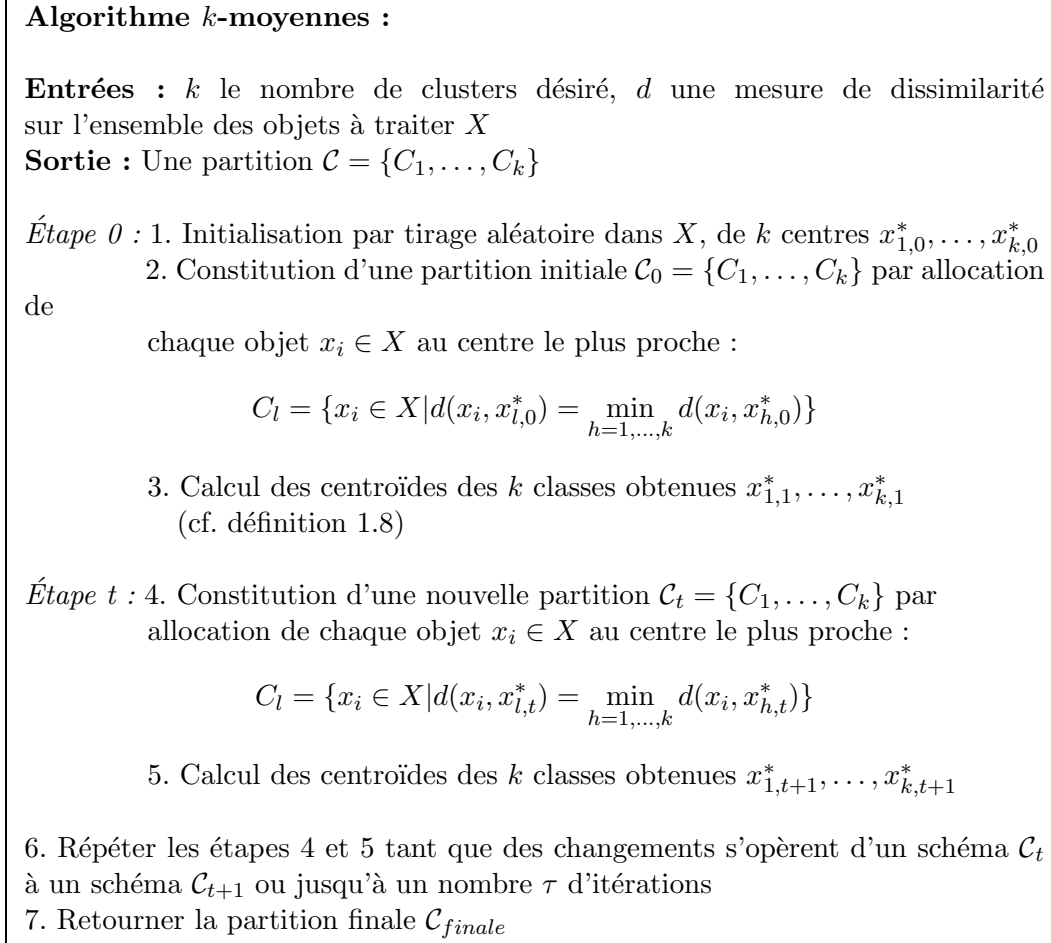 Algorithme k-moyennes :
Entrées : k le nombre de clusters désiré, d une mesure de dissimilarité
sur l'ensemble des objets à traiter X
Sortie : Une partition 𝒞 = {C₁, . . . , Cₖ}
Étape 0 : 1. Initialisation par tirage aléatoire dans X, de k centres x*_{1,0}, . . . , x*_{k,0}
2. Constitution d'une partition initiale 𝒞₀ = {C₁, . . . , Cₖ} par allocation
de
chaque objet x_i ∈ X au centre le plus proche :
C_l = {x_i ∈ X|d(x_i, x*_{l,0}) = min_{h=1,...,k} d(x_i, x*_{h,0})}
3. Calcul des centroïdes des k classes obtenues x*_{1,1}, . . . , x*_{k,1}
(cf. définition 1.8)
Étape t : 4. Constitution d'une nouvelle partition 𝒞_t = {C₁, . . . , Cₖ} par
allocation de chaque objet x_i ∈ X au centre le plus proche :
C_l = {x_i ∈ X|d(x_i, x*_{l,t}) = min_{h=1,...,k} d(x_i, x*_{h,t})}
5. Calcul des centroïdes des k classes obtenues x*_{1,t+1}, . . . , x*_{k,t+1}
6. Répéter les étapes 4 et 5 tant que des changements s'opèrent d'un schéma 𝒞_t
à un schéma 𝒞_{t+1} ou jusqu'à un nombre τ d'itérations
7. Retourner la partition finale 𝒞_{finale}